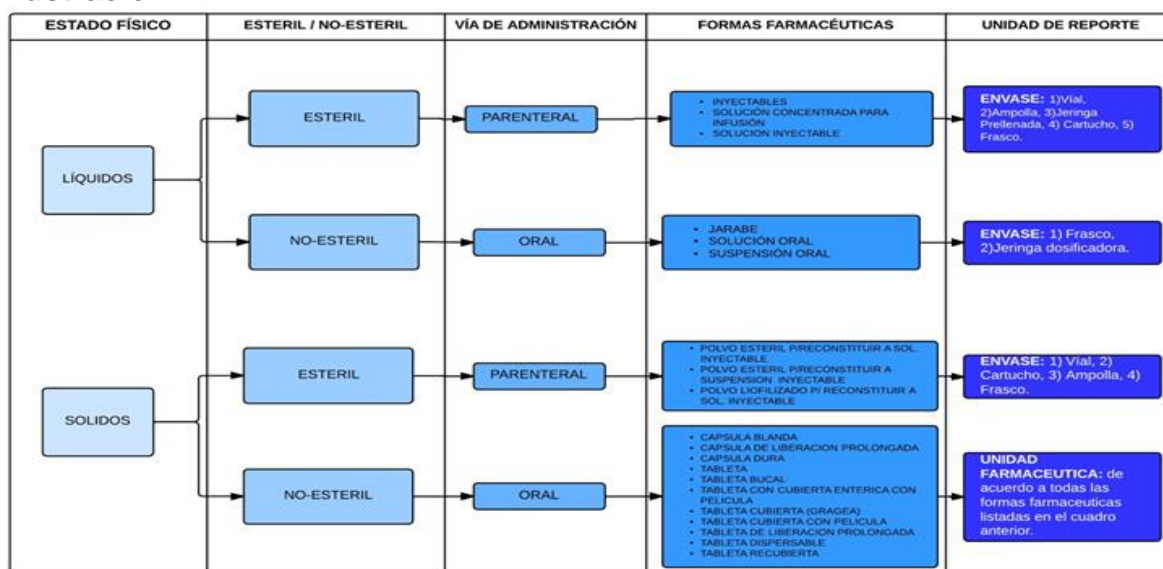 ESTADO FÍSICO
ESTERIL / NO-ESTERIL
VÍA DE ADMINISTRACIÓN
FORMAS FARMACÉUTICAS
UNIDAD DE REPORTE
LÍQUIDOS
ESTERIL
PARENTERAL
• INYECTABLES
• SOLUCIÓN CONCENTRADA PARA
INFUSIÓN
• SOLUCION INYECTABLE
ENVASE: 1)Víal,
2)Ampolla, 3)Jeringa
Prellenada, 4) Cartucho, 5)
Frasco.
NO-ESTERIL
ORAL
• JARABE
• SOLUCIÓN ORAL
• SUSPENSIÓN ORAL
ENVASE: 1) Frasco,
2)Jeringa dosificadora.
SOLIDOS
ESTERIL
PARENTERAL
• POLVO ESTERIL P/RECONSTITUIR A SOL.
INYECTABLE
• POLVO ESTERIL P/RECONSTITUIR A
SUSPENSION INYECTABLE
• POLVO LIOFILIZADO P/ RECONSTITUIR A
SOL. INYECTABLE
ENVASE: 1) Víal, 2)
Cartucho, 3) Ampolla, 4)
Frasco.
NO-ESTERIL
ORAL
• CAPSULA BLANDA
• CAPSULA DE LIBERACION PROLONGADA
• CAPSULA DURA
• TABLETA
• TABLETA BUCAL
• TABLETA CON CUBIERTA ENTERICA CON
PELICULA
• TABLETA CUBIERTA (GRAGEA)
• TABLETA CUBIERTA CON PELICULA
• TABLETA DE LIBERACION PROLONGADA
• TABLETA DISPERSABLE
• TABLETA RECUBIERTA
UNIDAD
FARMACEUTICA: de
acuerdo a todas las
formas farmaceuticas
listadas en el cuadro
anterior.